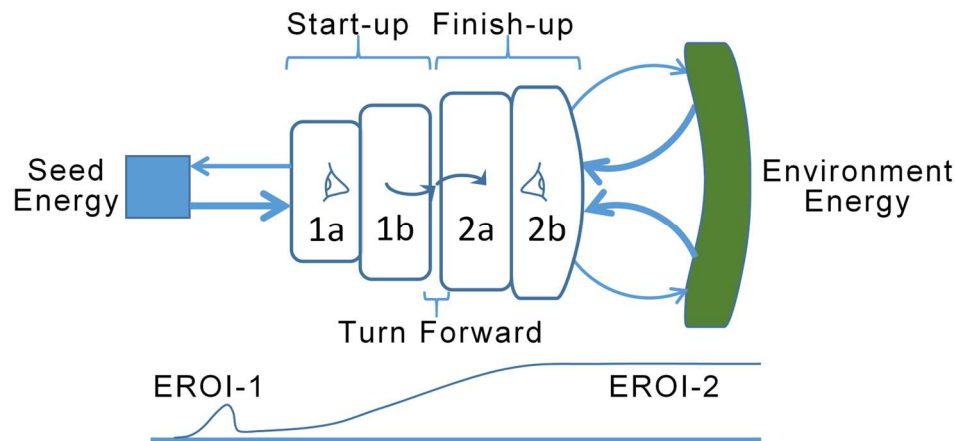 Start-up
Finish-up
Seed
Energy
1a
1b
2a
2b
Environment
Energy
Turn Forward
EROI-1
EROI-2